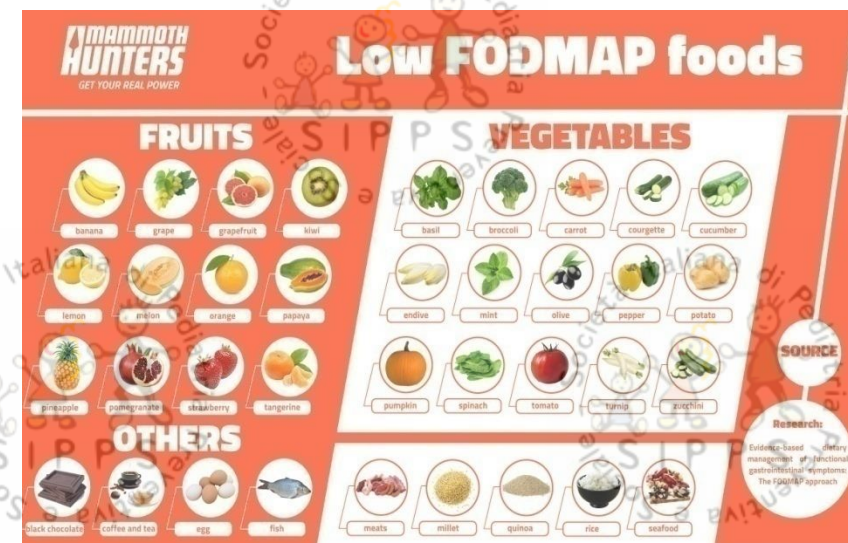 MAMMOTH
HUNTERS
GET YOUR REAL POWER
Low FODMAP foods
FRUITS
banana
grape
grapefruit
kiwi
lemon
melon
orange
papaya
pineapple
pomegranate
strawberry
tangerine
VEGETABLES
basil
broccoli
carrot
courgette
cucumber
endive
mint
olive
pepper
potato
pumpkin
spinach
tomato
turnip
zucchini
OTHERS
black chocolate
coffee and tea
egg
fish
meats
millet
quinoa
rice
seafood
SOURCE
Research:
Evidence-based dietary
management of functional
gastrointestinal symptoms:
The FODMAP approach
SIPPS